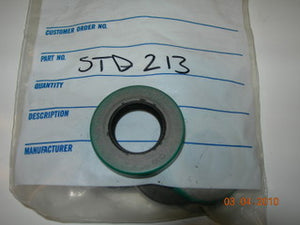 CUSTOMER ORDER NO.
PART NO. STD 213
QUANTITY
DESCRIPTION
MANUFACTURER
03.04.2010